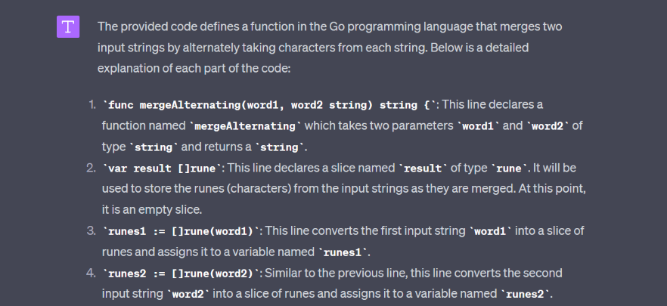 T
The provided code defines a function in the Go programming language that merges two
input strings by alternately taking characters from each string. Below is a detailed
explanation of each part of the code:
1. `func mergeAlternating(word1, word2 string) string {`: This line declares a
function named `mergeAlternating` which takes two parameters `word1` and `word2` of
type `string` and returns a `string`.
2. `var result []rune`: This line declares a slice named `result` of type `rune`. It will be
used to store the runes (characters) from the input strings as they are merged. At this point,
it is an empty slice.
3. `runes1 := []rune(word1)`: This line converts the first input string `word1` into a slice of
runes and assigns it to a variable named `runes1`.
4. `runes2 := []rune(word2)`: Similar to the previous line, this line converts the second
input string `word2` into a slice of runes and assigns it to a variable named `runes2`.